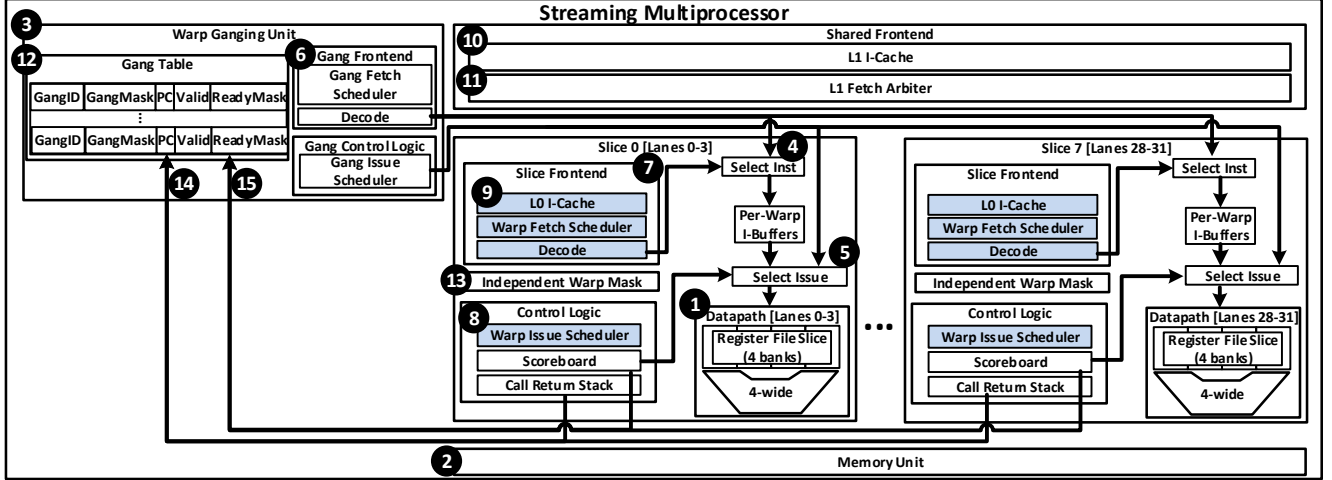 Streaming Multiprocessor
3
Warp Ganging Unit
12
Gang Table
GangID GangMask PC Valid ReadyMask
⋮
GangID GangMask PC Valid ReadyMask
6
Gang Frontend
Gang Fetch
Scheduler
Decode
Gang Control Logic
Gang Issue
Scheduler
14
15
10
Shared Frontend
L1 I-Cache
11
L1 Fetch Arbiter
Slice 0 [Lanes 0-3]
4
Select Inst
7
Slice Frontend
9
L0 I-Cache
Warp Fetch Scheduler
Decode
Per-Warp
I-Buffers
5
Select Issue
13
Independent Warp Mask
8
Control Logic
Warp Issue Scheduler
Scoreboard
Call Return Stack
1
Datapath [Lanes 0-3]
Register File Slice
(4 banks)
4-wide
...
Slice 7 [Lanes 28-31]
Select Inst
Slice Frontend
L0 I-Cache
Warp Fetch Scheduler
Decode
Per-Warp
I-Buffers
Select Issue
Independent Warp Mask
Control Logic
Warp Issue Scheduler
Scoreboard
Call Return Stack
Datapath [Lanes 28-31]
Register File Slice
(4 banks)
4-wide
2
Memory Unit